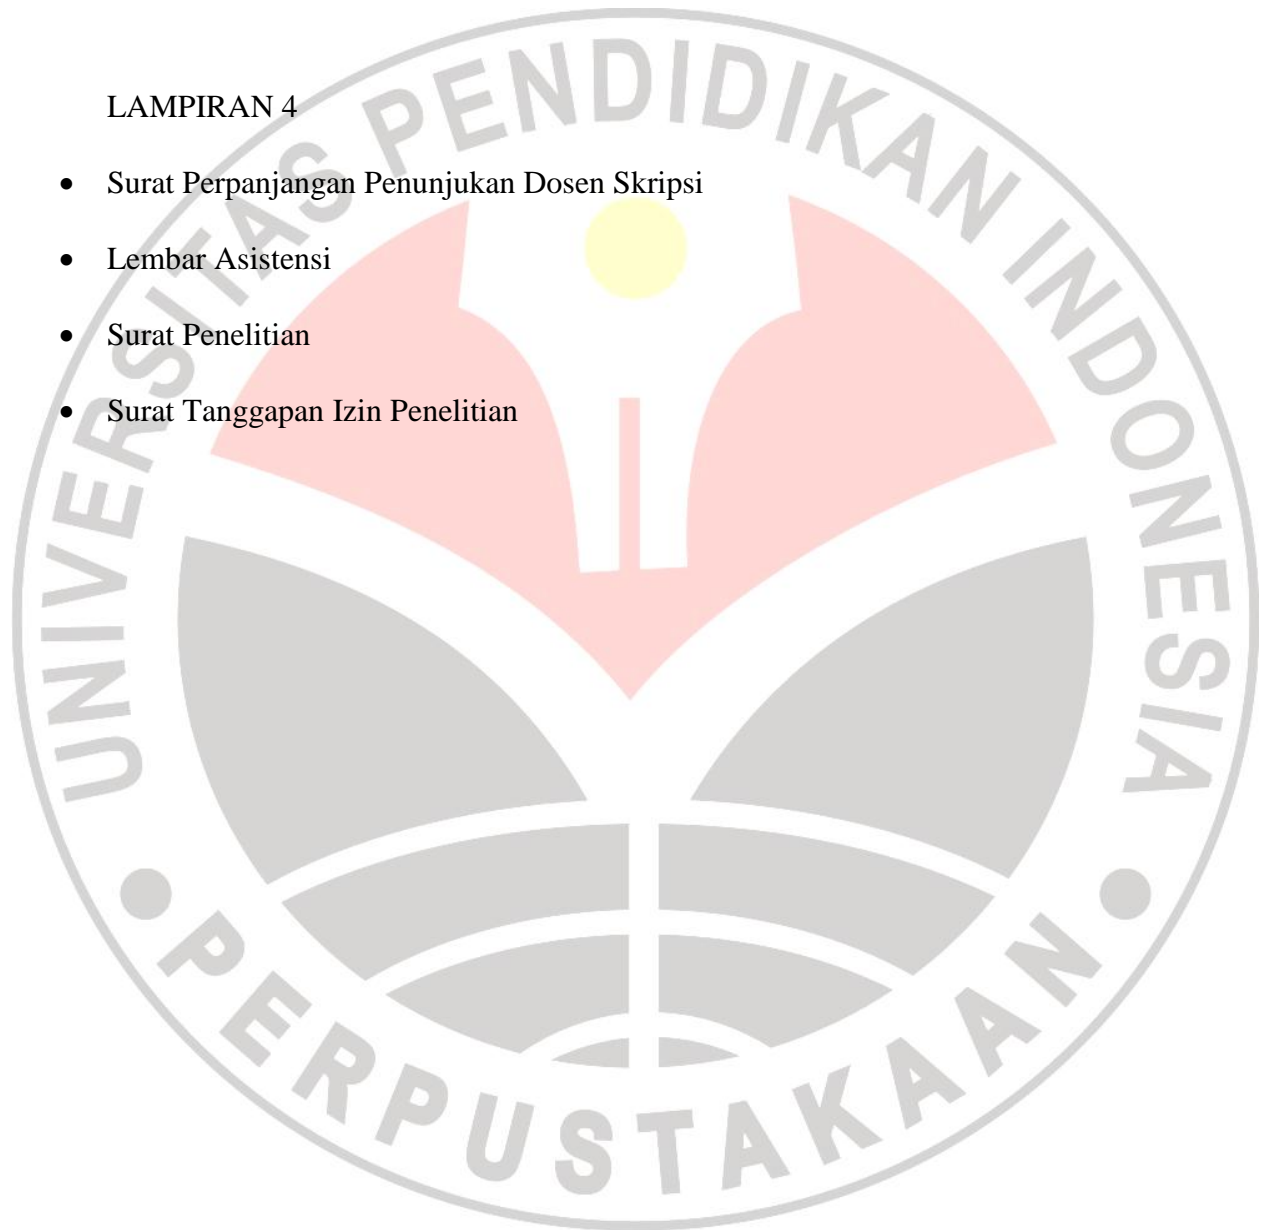 LAMPIRAN 4
• Surat Perpanjangan Penunjukan Dosen Skripsi
• Lembar Asistensi
• Surat Penelitian
• Surat Tanggapan Izin Penelitian
UNIVERSITAS PENDIDIKAN INDONESIA
PERPUSTAKAAN